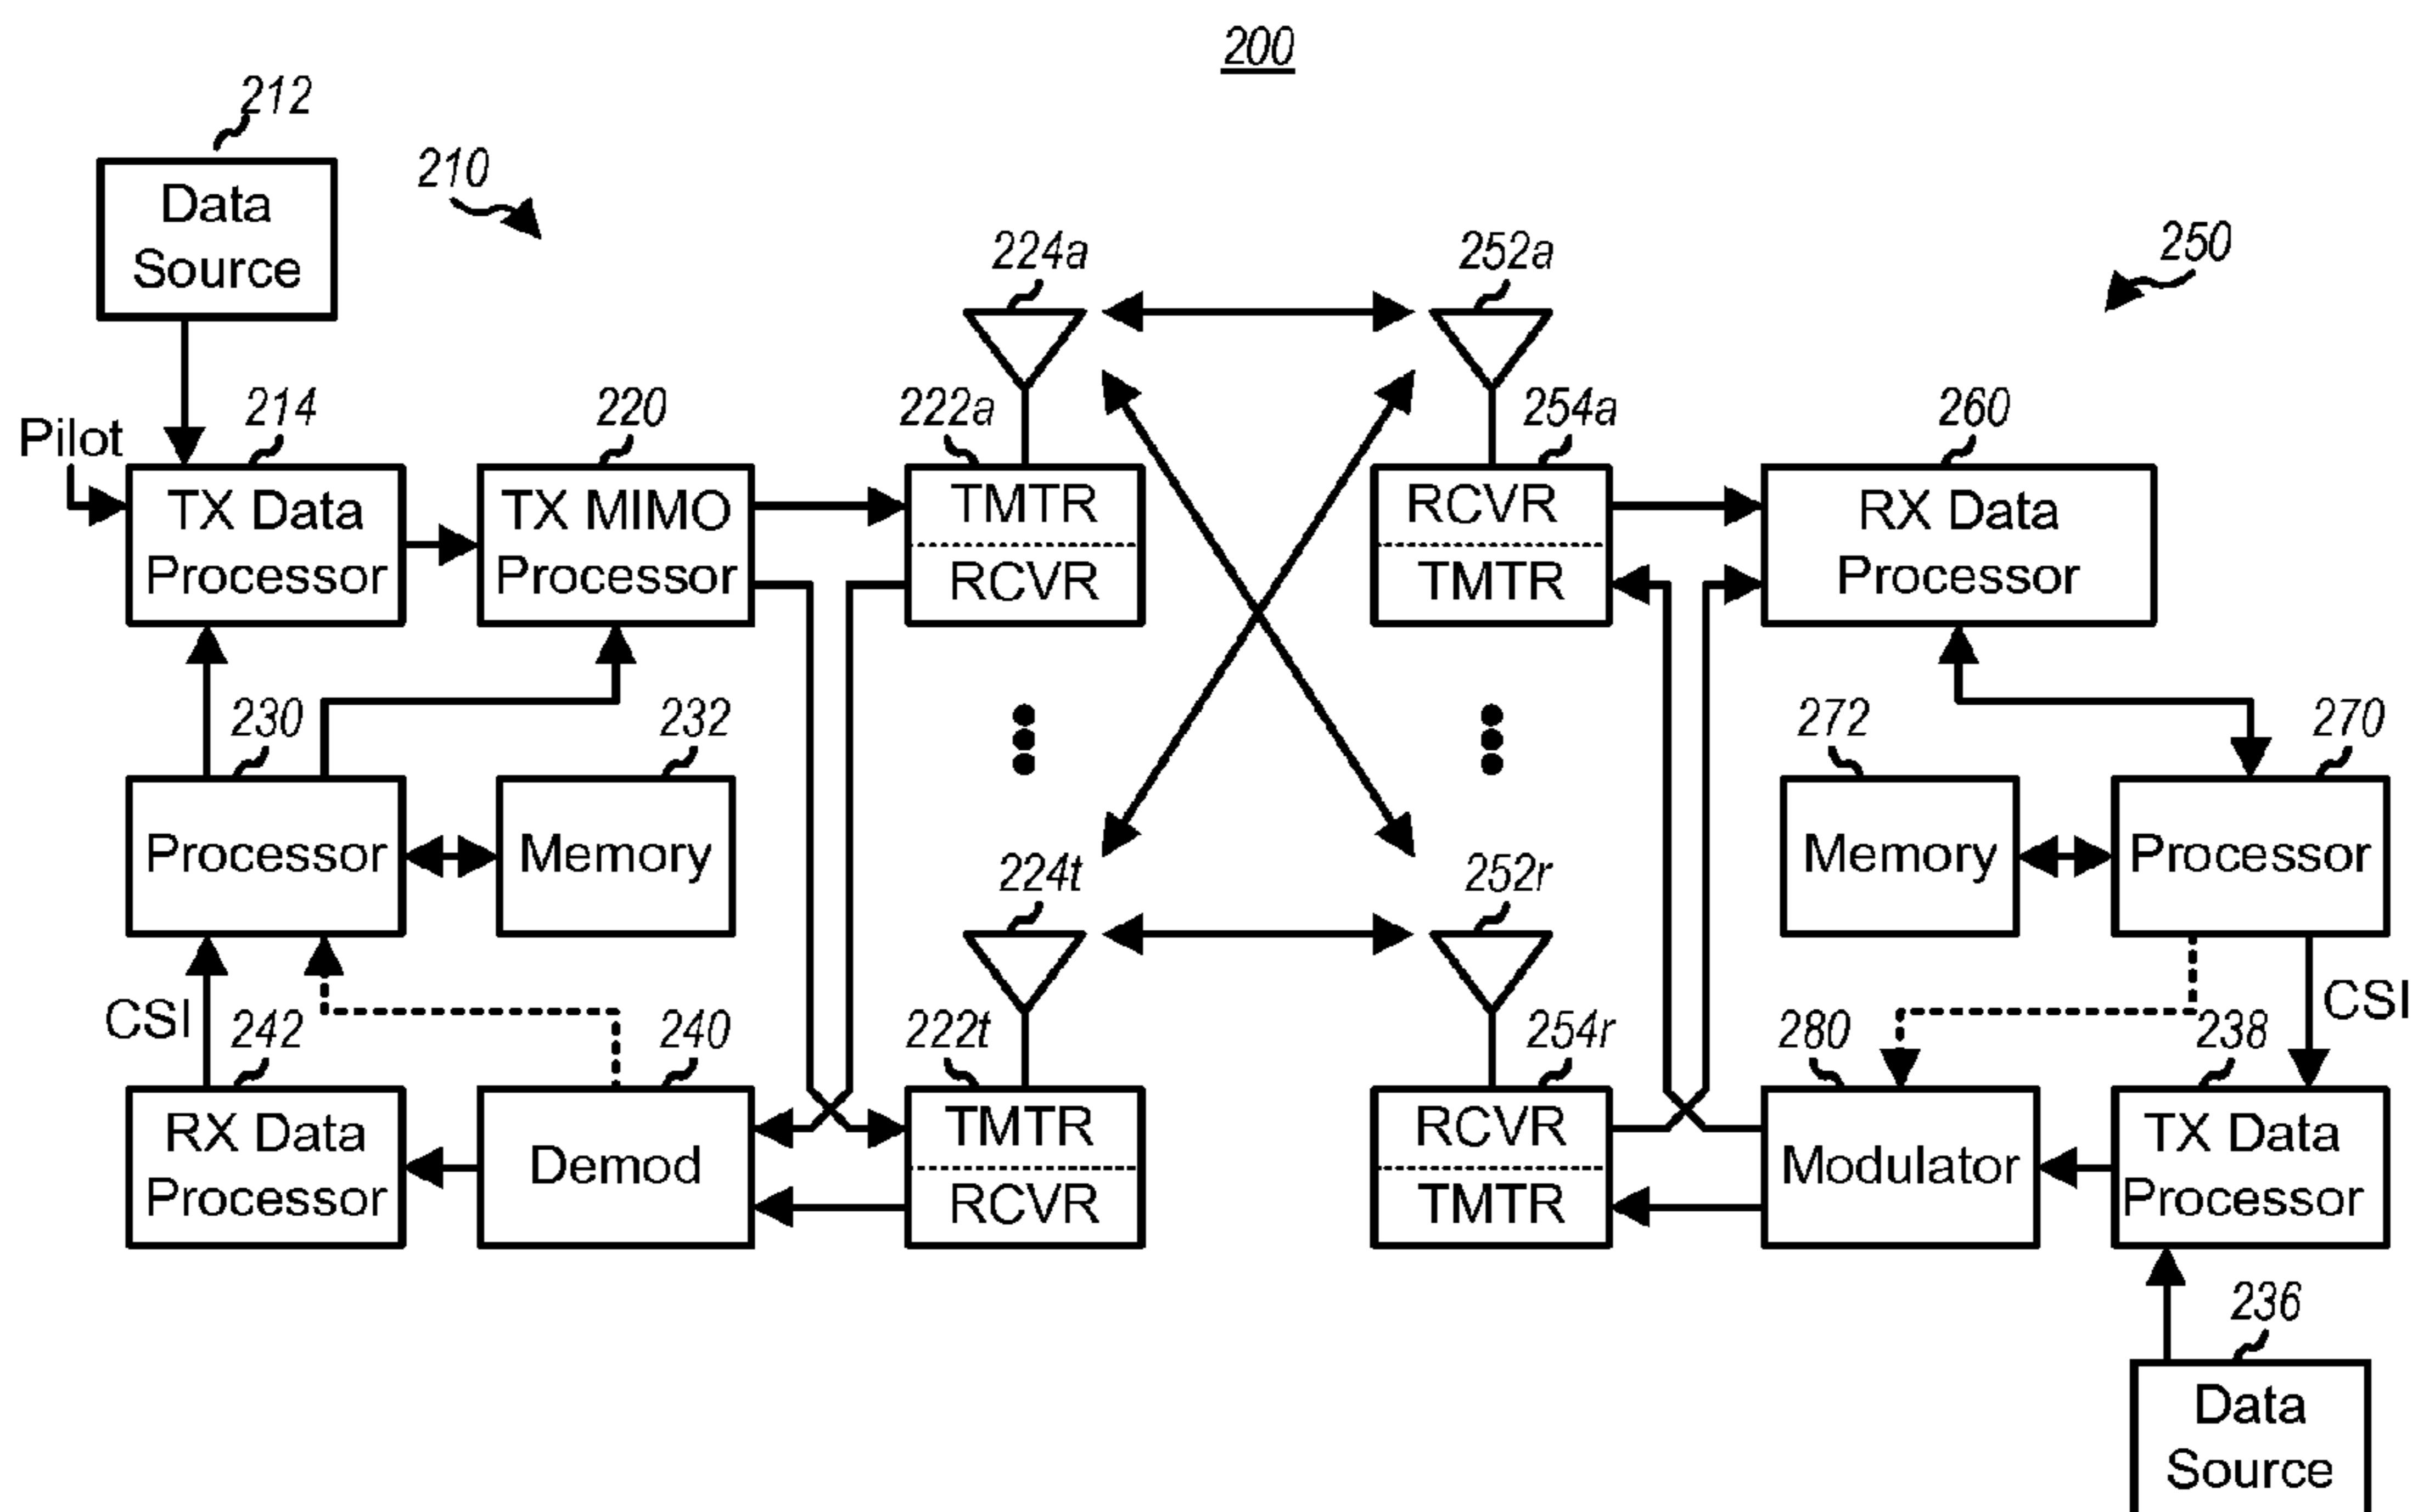 200
212
Data
Source
210
224a
252a
250
Pilot
214
220
222a
254a
260
TX Data
Processor
TX MIMO
Processor
TMTR
RCVR
RCVR
TMTR
RX Data
Processor
230
232
272
270
Processor
Memory
Memory
Processor
224t
252r
CSI
242
240
222t
254r
280
238
CSI
RX Data
Processor
Demod
TMTR
RCVR
RCVR
TMTR
Modulator
TX Data
Processor
236
Data
Source